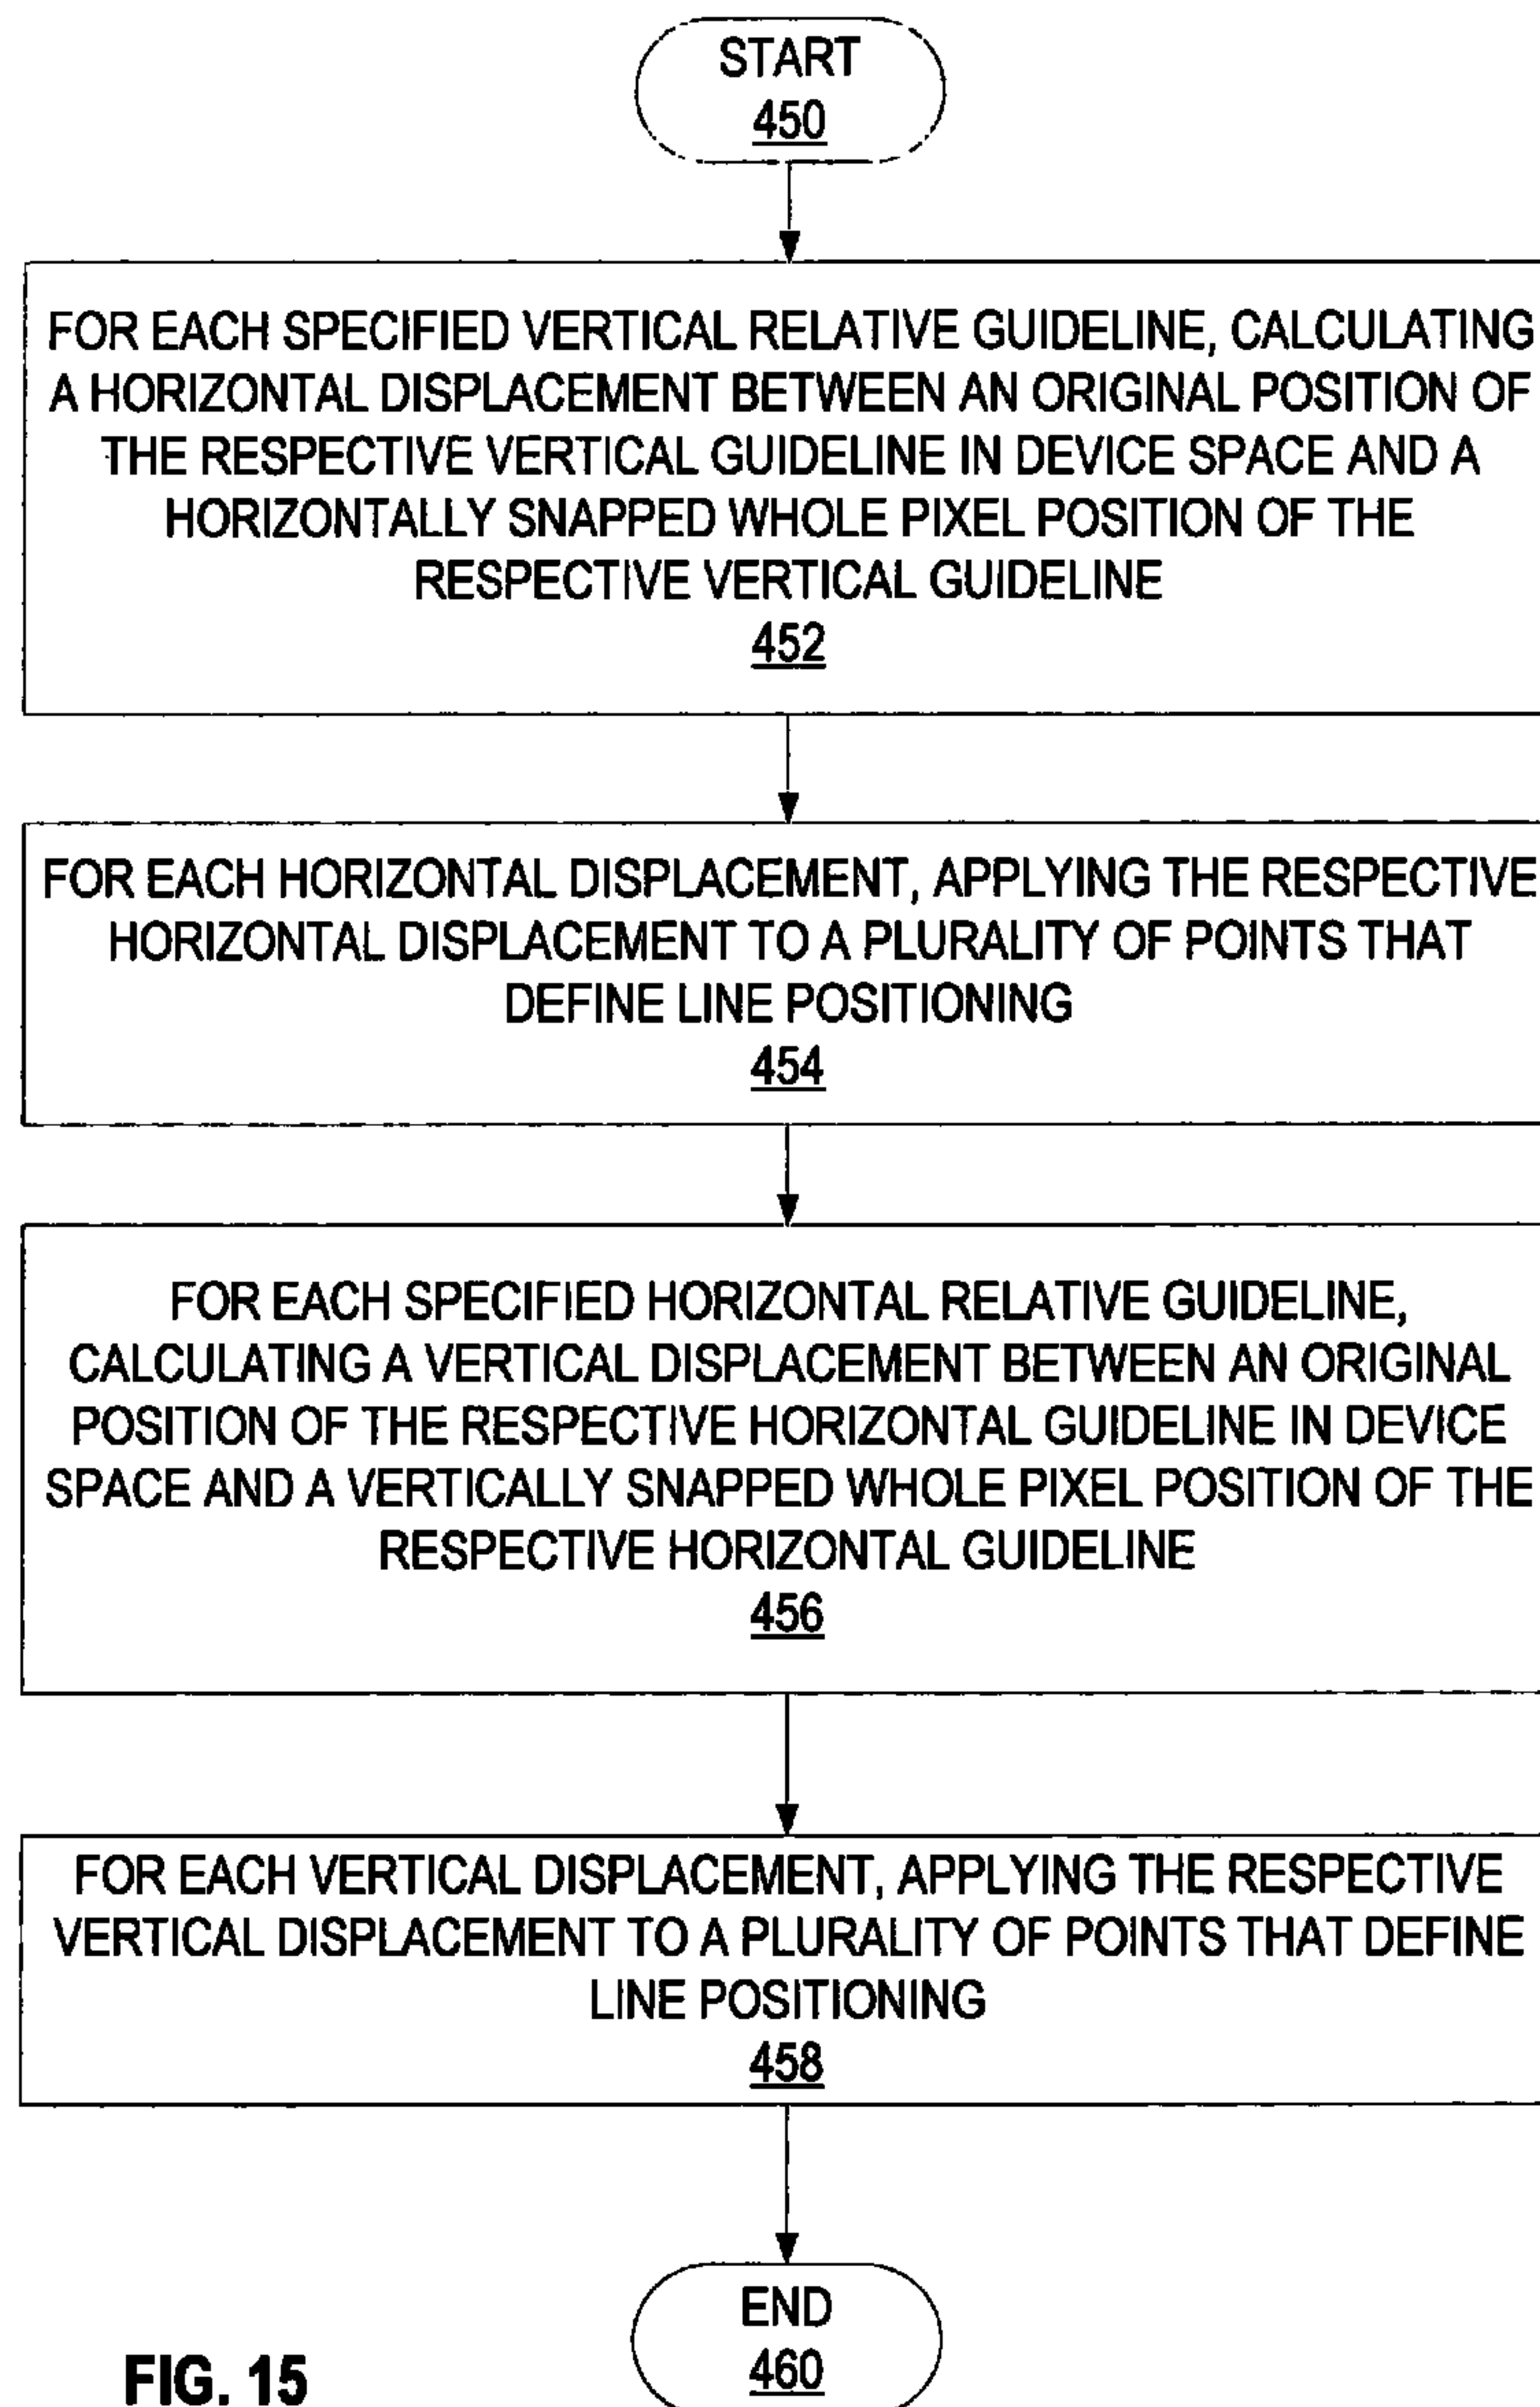 START
450
FOR EACH SPECIFIED VERTICAL RELATIVE GUIDELINE, CALCULATING
A HORIZONTAL DISPLACEMENT BETWEEN AN ORIGINAL POSITION OF
THE RESPECTIVE VERTICAL GUIDELINE IN DEVICE SPACE AND A
HORIZONTALLY SNAPPED WHOLE PIXEL POSITION OF THE
RESPECTIVE VERTICAL GUIDELINE
452
FOR EACH HORIZONTAL DISPLACEMENT, APPLYING THE RESPECTIVE
HORIZONTAL DISPLACEMENT TO A PLURALITY OF POINTS THAT
DEFINE LINE POSITIONING
454
FOR EACH SPECIFIED HORIZONTAL RELATIVE GUIDELINE,
CALCULATING A VERTICAL DISPLACEMENT BETWEEN AN ORIGINAL
POSITION OF THE RESPECTIVE HORIZONTAL GUIDELINE IN DEVICE
SPACE AND A VERTICALLY SNAPPED WHOLE PIXEL POSITION OF THE
RESPECTIVE HORIZONTAL GUIDELINE
456
FOR EACH VERTICAL DISPLACEMENT, APPLYING THE RESPECTIVE
VERTICAL DISPLACEMENT TO A PLURALITY OF POINTS THAT DEFINE
LINE POSITIONING
458
END
460
FIG. 15